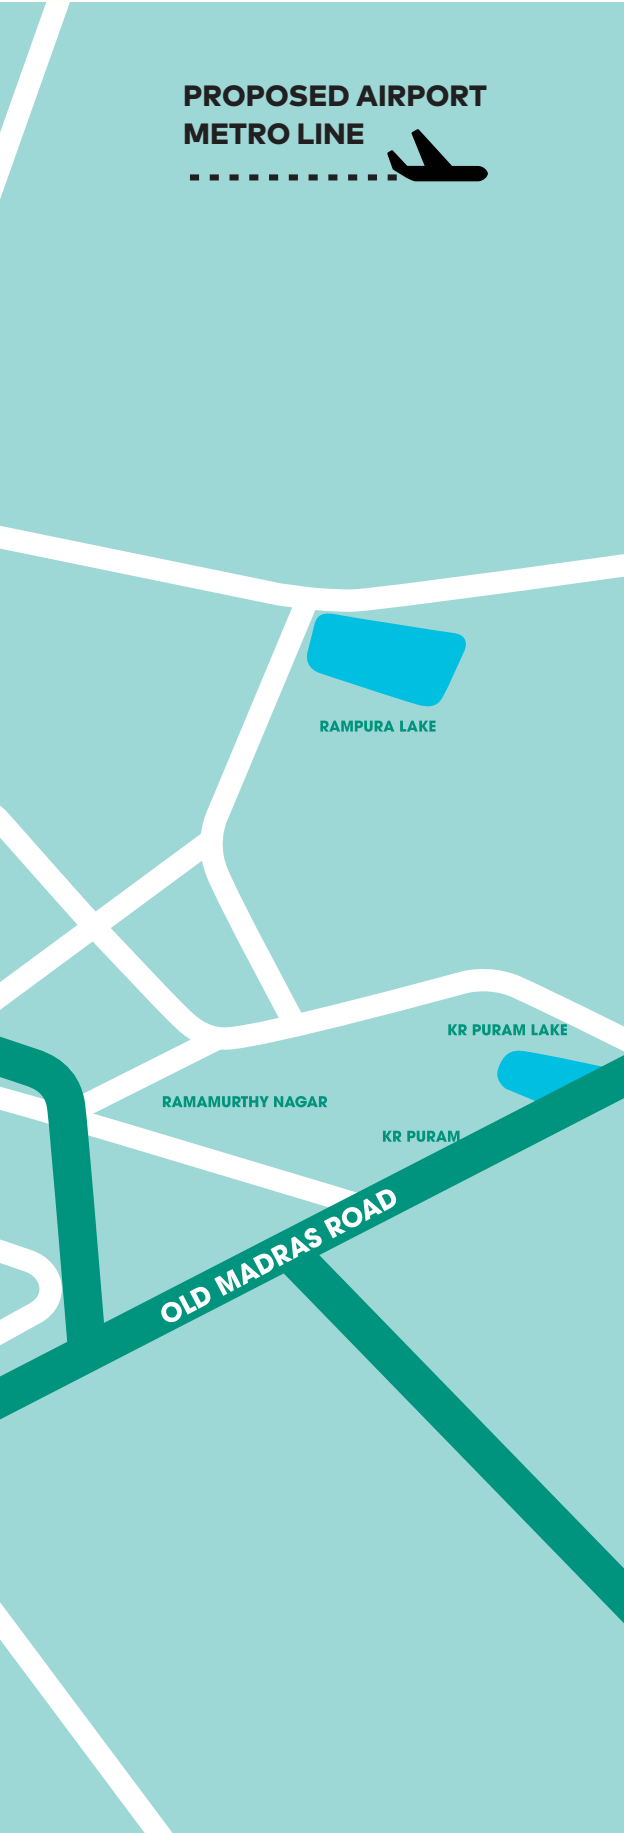 PROPOSED AIRPORT
METRO LINE
RAMPURA LAKE
KR PURAM LAKE
RAMAMURTHY NAGAR
KR PURAM
OLD MADRAS ROAD